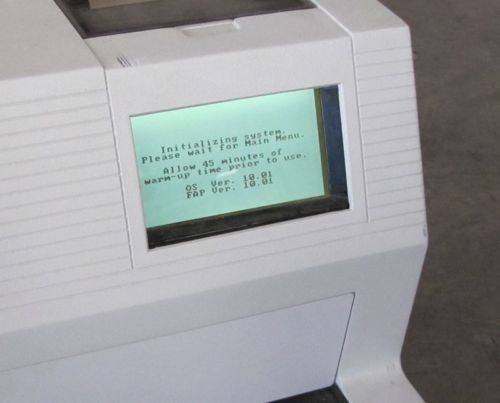 Initializing system.
Please wait for Main Menu.
Allow 45 minutes of
warm-up time prior to use.
OS Ver. 10.01
FAP Ver. 10.01